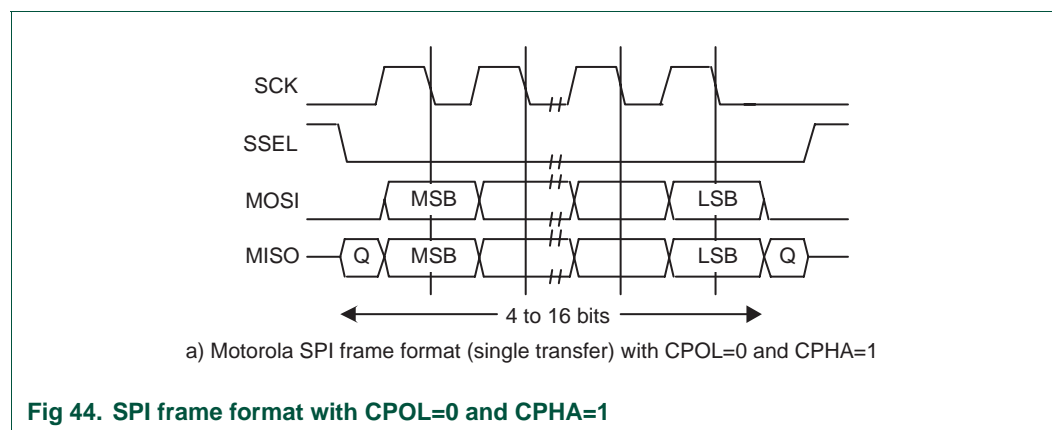 SCK
SSEL
MOSI MSB LSB
MISO Q MSB LSB Q
4 to 16 bits
a) Motorola SPI frame format (single transfer) with CPOL=0 and CPHA=1
Fig 44. SPI frame format with CPOL=0 and CPHA=1